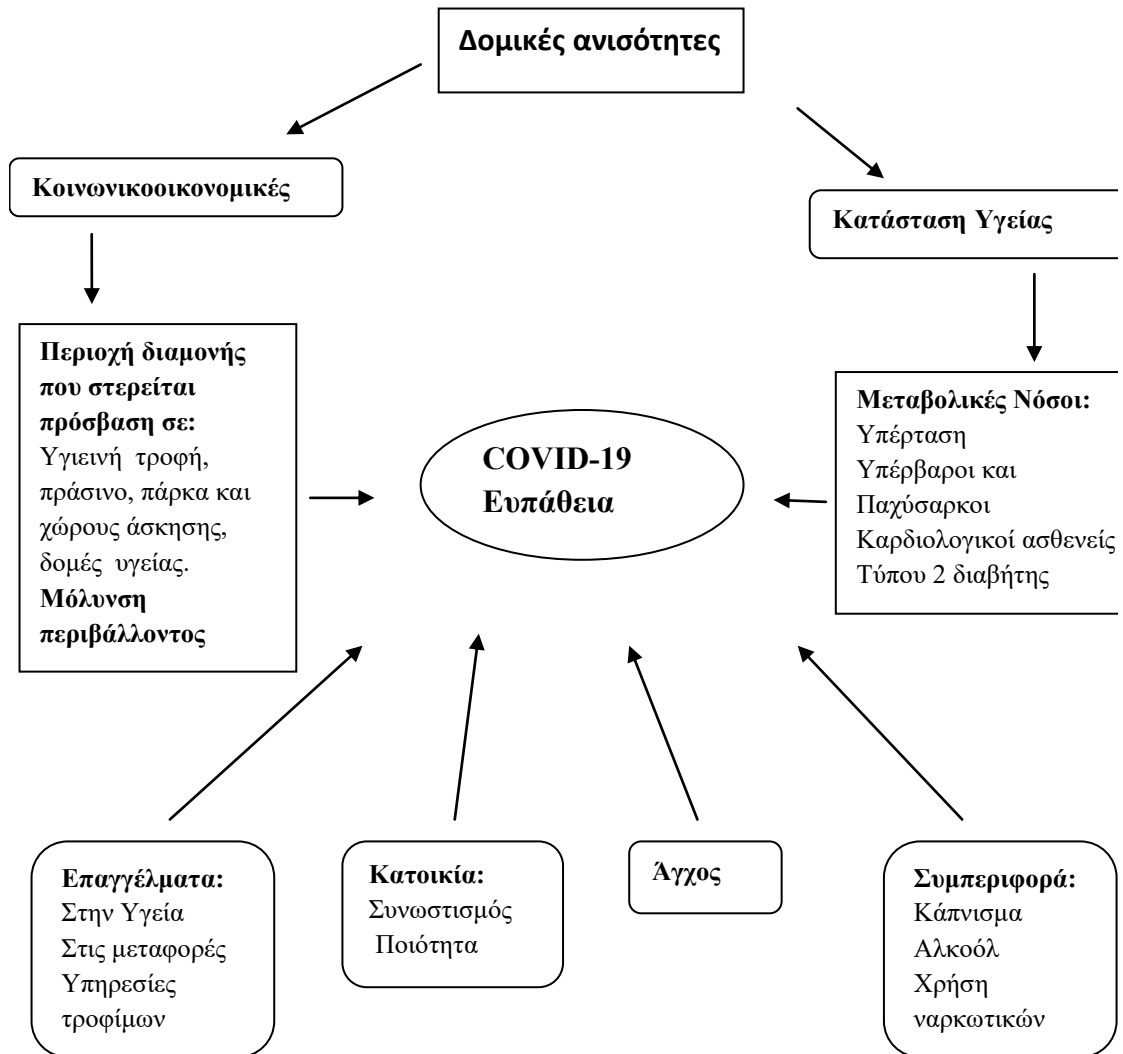 Δομικές ανισότητες
Κοινωνικοοικονομικές
Κατάσταση Υγείας
Περιοχή διαμονής
που στερείται
πρόσβαση σε:
Υγιεινή τροφή,
πράσινο, πάρκα και
χώρους άσκησης,
δομές υγείας.
Μόλυνση
περιβάλλοντος
COVID-19
Ευπάθεια
Μεταβολικές Νόσοι:
Υπέρταση
Υπέρβαροι και
Παχύσαρκοι
Καρδιολογικοί ασθενείς
Τύπου 2 διαβήτης
Επαγγέλματα:
Στην Υγεία
Στις μεταφορές
Υπηρεσίες
τροφίμων
Κατοικία:
Συνωστισμός
Ποιότητα
Άγχος
Συμπεριφορά:
Κάπνισμα
Αλκοόλ
Χρήση
ναρκωτικών